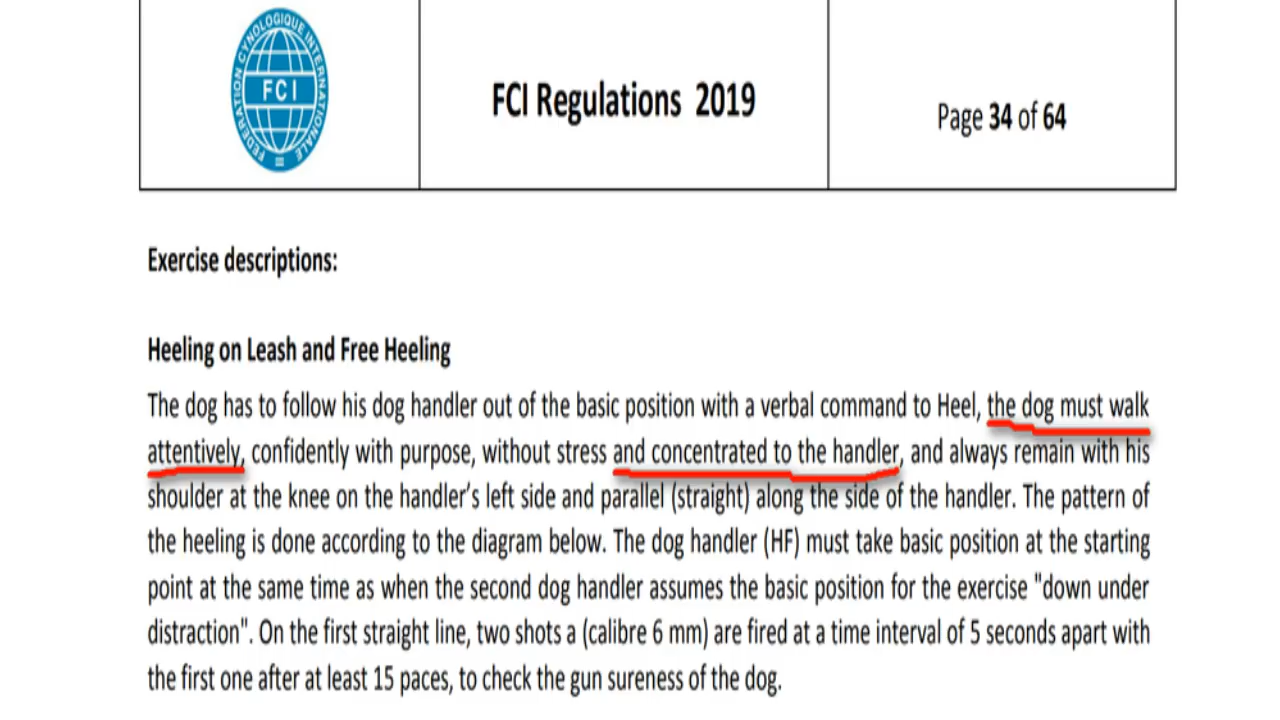 FEDERATION CYNOLOGIQUE INTERNATIONALE
FCI
FCI Regulations 2019
Page 34 of 64
Exercise descriptions:
Heeling on Leash and Free Heeling
The dog has to follow his dog handler out of the basic position with a verbal command to Heel, the dog must walk
attentively, confidently with purpose, without stress and concentrated to the handler, and always remain with his
shoulder at the knee on the handler's left side and parallel (straight) along the side of the handler. The pattern of
the heeling is done according to the diagram below. The dog handler (HF) must take basic position at the starting
point at the same time as when the second dog handler assumes the basic position for the exercise "down under
distraction". On the first straight line, two shots a (calibre 6 mm) are fired at a time interval of 5 seconds apart with
the first one after at least 15 paces, to check the gun sureness of the dog.